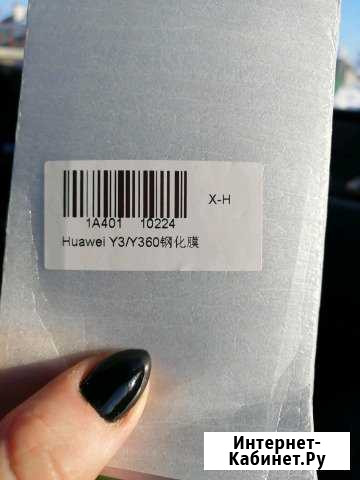 X-H
1A401 10224
Huawei Y3/Y360钢化膜
Интернет-
Кабинет.Ру